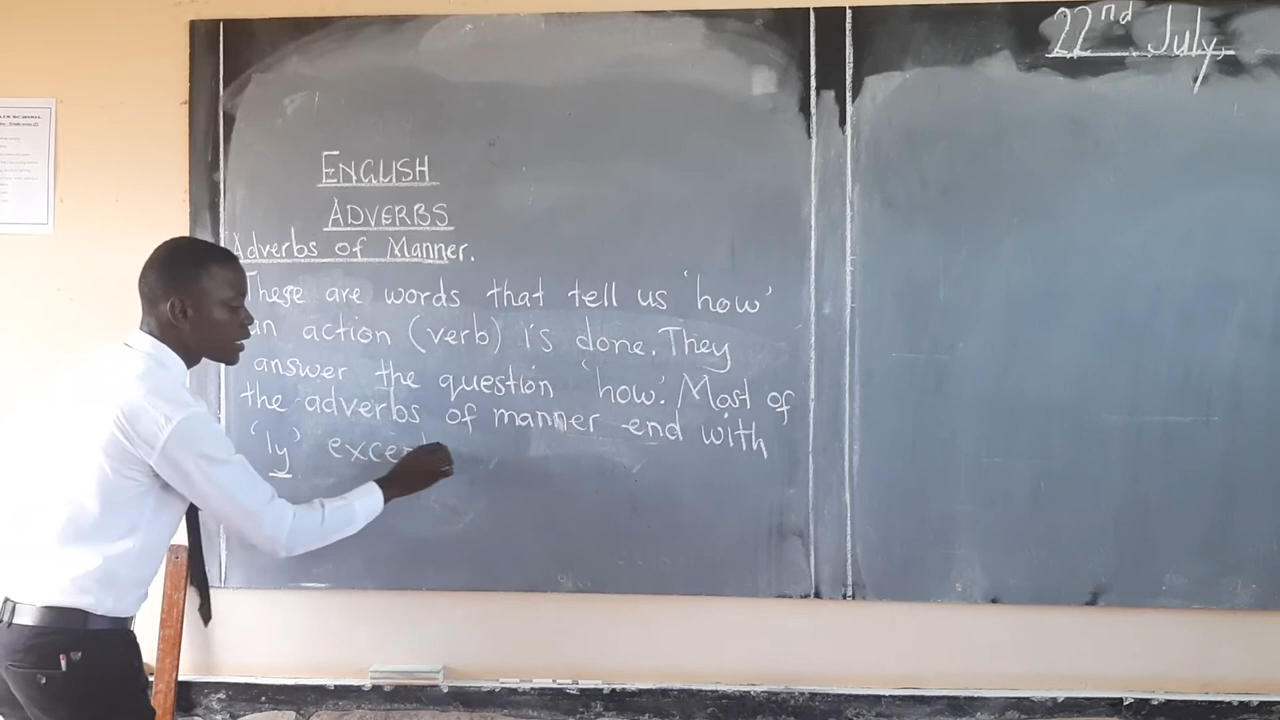 22nd July,
ENGLISH
ADVERBS
Adverbs of Manner.
These are words that tell us 'how'
an action (verb) is done. They
answer the question 'how'. Most of
the adverbs of manner end with
'ly' except